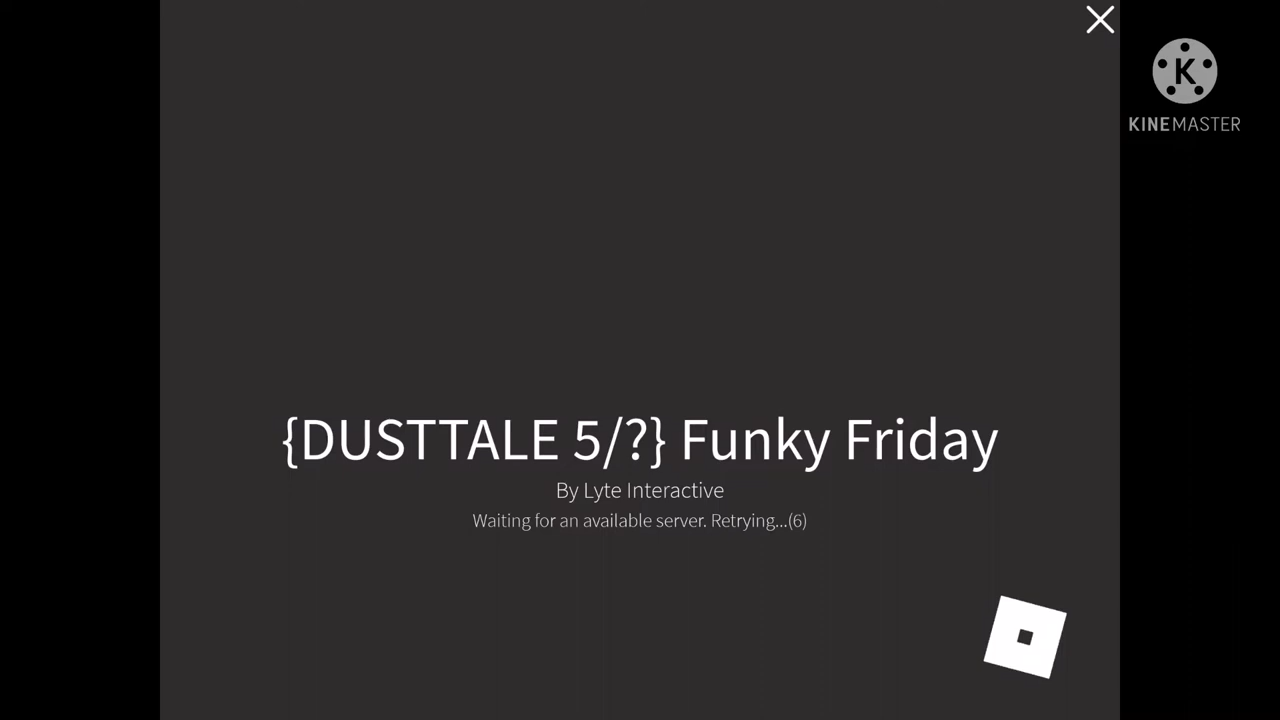 K
KINEMASTER
{DUSTTALE 5/?} Funky Friday
By Lyte Interactive
Waiting for an available server. Retrying...(6)